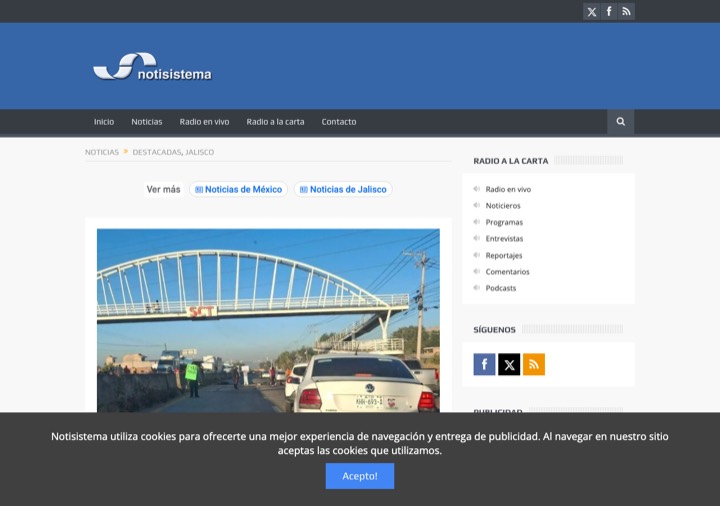 notisistema
Inicio Noticias Radio en vivo Radio a la carta Contacto
NOTICIAS DESTACADAS, JALISCO
Ver más Noticias de México Noticias de Jalisco
SCT
RADIO A LA CARTA
Radio en vivo
Noticieros
Programas
Entrevistas
Reportajes
Comentarios
Podcasts
SÍGUENOS
PUBLICIDAD
Notisistema utiliza cookies para ofrecerte una mejor experiencia de navegación y entrega de publicidad. Al navegar en nuestro sitio
aceptas las cookies que utilizamos.
Acepto!